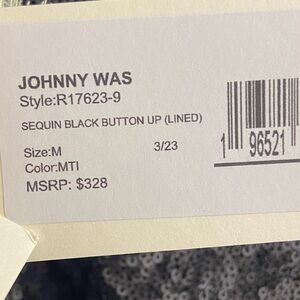 JOHNNY WAS
Style:R17623-9
SEQUIN BLACK BUTTON UP (LINED)
Size:M 3/23
Color:MTI
MSRP: $328
1 96521